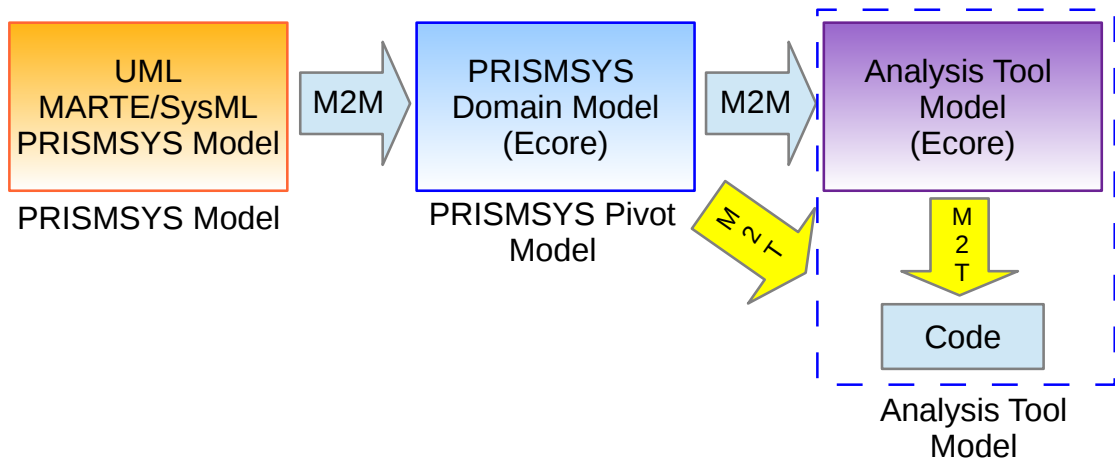 UML
MARTE/SysML
PRISMSYS Model
M2M
PRISMSYS
Domain Model
(Ecore)
M2M
Analysis Tool
Model
(Ecore)
PRISMSYS Model
PRISMSYS Pivot
Model
M2T
M
2
T
Code
Analysis Tool
Model